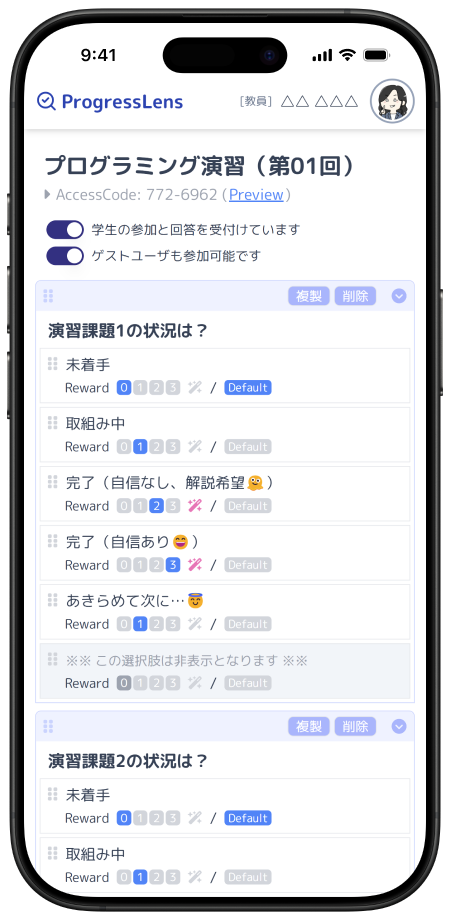 9:41
ProgressLens [教員] △△ △△△
プログラミング演習（第01回）
AccessCode: 772-6962 (Preview)
学生の参加と回答を受付けています
ゲストユーザも参加可能です
複製 削除
演習課題1の状況は？
未着手
Reward 0 1 2 3 / Default
取組み中
Reward 0 1 2 3 / Default
完了（自信なし、解説希望🫠）
Reward 0 1 2 3 / Default
完了（自信あり😄）
Reward 0 1 2 3 / Default
あきらめて次に…😇
Reward 0 1 2 3 / Default
※※ この選択肢は非表示となります ※※
Reward 0 1 2 3 / Default
複製 削除
演習課題2の状況は？
未着手
Reward 0 1 2 3 / Default
取組み中
Reward 0 1 2 3 / Default